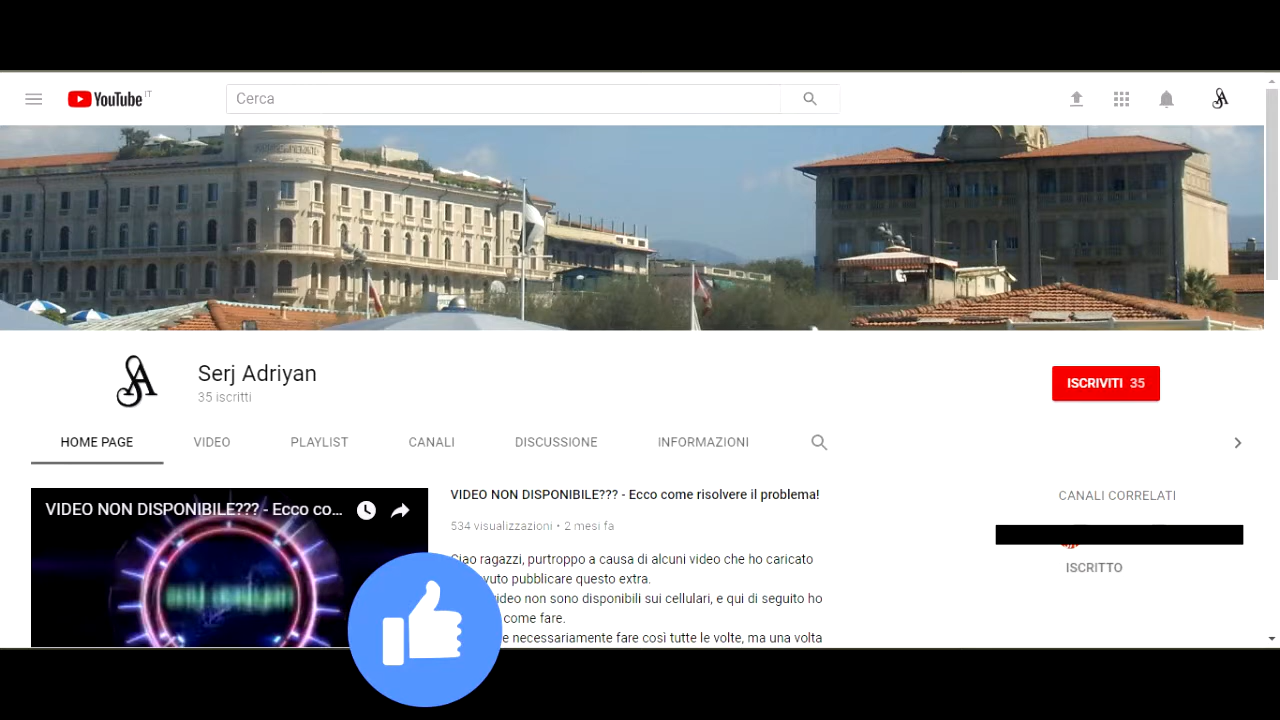 YouTube IT
Cerca
Serj Adriyan
35 iscritti
ISCRIVITI 35
HOME PAGE VIDEO PLAYLIST CANALI DISCUSSIONE INFORMAZIONI
VIDEO NON DISPONIBILE??? - Ecco co...
VIDEO NON DISPONIBILE??? - Ecco come risolvere il problema!
534 visualizzazioni • 2 mesi fa
Ciao ragazzi, purtroppo a causa di alcuni video che ho caricato
pubblicare questo extra.
non sono disponibili sui cellulari, e qui di seguito ho
come fare.
necessariamente fare così tutte le volte, ma una volta
CANALI CORRELATI
ISCRITTO